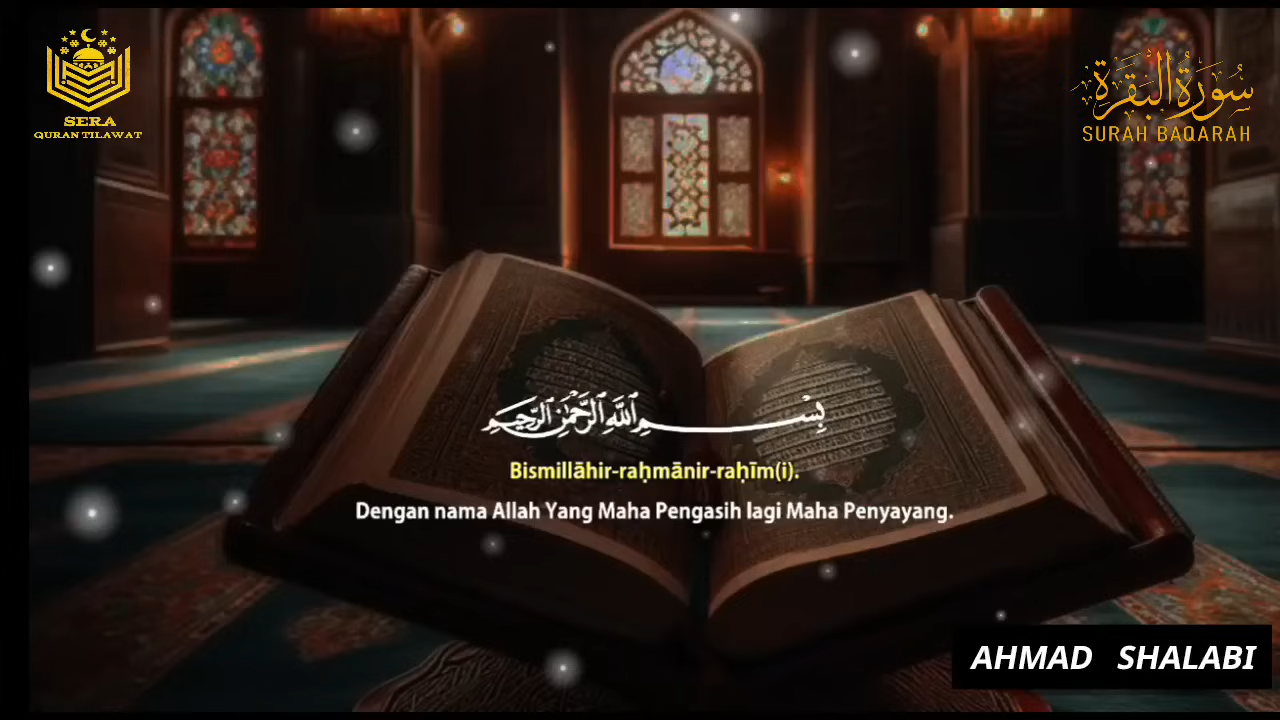 SERA
QURAN TILAWAT
سُورَةُ الْبَقَرَةِ
SURAH BAQARAH
بِسْمِ اللَّهِ الرَّحْمَٰنِ الرَّحِيمِ
Bismillāhir-raḥmānir-raḥīm(i).
Dengan nama Allah Yang Maha Pengasih lagi Maha Penyayang.
AHMAD SHALABI